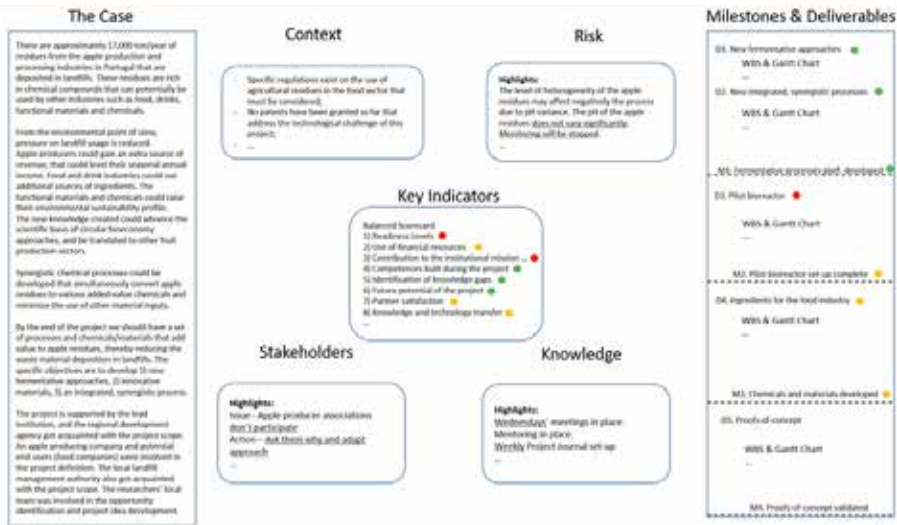 The Case
There are approximately 17,000 ton/year of
residues from the apple production and
processing industries in Portugal that are
deposited in landfills. These residues are rich
in chemical compounds that can potentially be
used by other industries such as food, drinks,
functional materials and chemicals.
From the environmental point of view,
pressure on landfill usage is reduced.
Apple producers could gain an extra source of
revenue, that could level their seasonal annual
income. Food and drink industries could use
additional sources of ingredients. The
functional materials and chemicals could raise
their environmental sustainability profile.
The new knowledge created could advance the
scientific basis of circular bioeconomy
approaches, and be translated to other fruit
production sectors.
Synergistic chemical processes could be
developed that simultaneously convert apple
residues to various added-value chemicals and
minimize the use of other material inputs.
By the end of the project we should have a set
of processes and chemicals/materials that add
value to apple residues, thereby reducing the
waste material deposition in landfills. The
specific objectives are to develop 1) new
fermentative approaches, 2) innovative
materials, 3) an integrated, synergistic process.
The project is supported by the lead
institution, and the regional development
agency got acquainted with the project scope.
An apple producing company and potential
end users (food companies) were involved in
the project definition. The local landfill
management authority also got acquainted
with the project scope. The researchers' local
team was involved in the opportunity
identification and project idea development.
Context
- Specific regulations exist on the use of
agricultural residues in the food sector that
must be considered;
- No patents have been granted so far that
address the technological challenge of this
project;
- ...
Risk
Highlights:
The level of heterogeneity of the apple
residues may affect negatively the process
due to pH variance. The pH of the apple
residues does not vary significantly.
Monitoring will be stopped.
...
Key Indicators
Balanced Scorecard
1) Readiness Levels
2) Use of financial resources
3) Contribution to the institutional mission ...
4) Competences built during the project
5) Identification of knowledge gaps
6) Future potential of the project
7) Partner satisfaction
8) Knowledge and technology transfer
...
Stakeholders
Highlights:
Issue - Apple producer associations
don't participate
Action – Ask them why and adapt
approach
...
Knowledge
Highlights:
Wednesdays' meetings in place.
Mentoring in place.
Weekly Project Journal set-up
...
Milestones & Deliverables
D1. New fermentative approaches
WBS & Gantt Chart
...
D2. New integrated, synergistic processes
WBS & Gantt Chart
...
M1. Fermentative processes developed
D3. Pilot Bioreactor
WBS & Gantt Chart
...
M2. Pilot bioreactor set-up complete
D4. Ingredients for the food industry
WBS & Gantt Chart
...
M3. Chemicals and materials developed
D5. Proofs-of-concept
WBS & Gantt Chart
...
M4. Proofs-of-concept validated